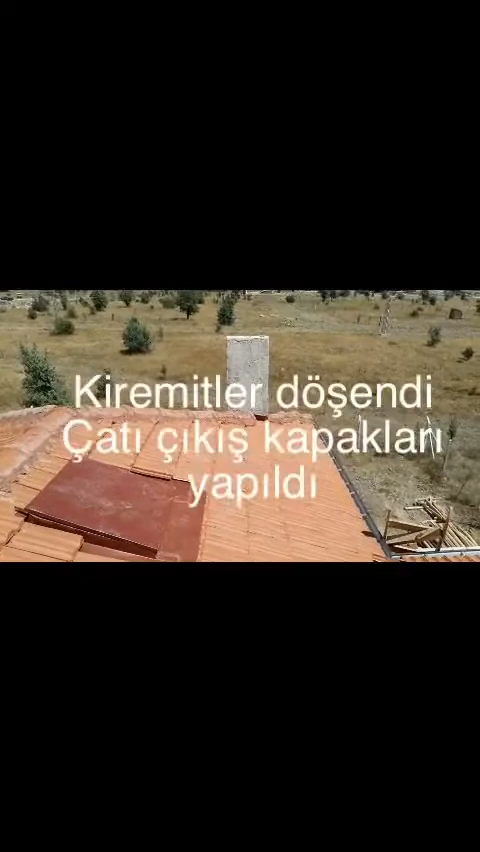 Kiremitler döşendi
Çatı çıkış kapakları
yapıldı